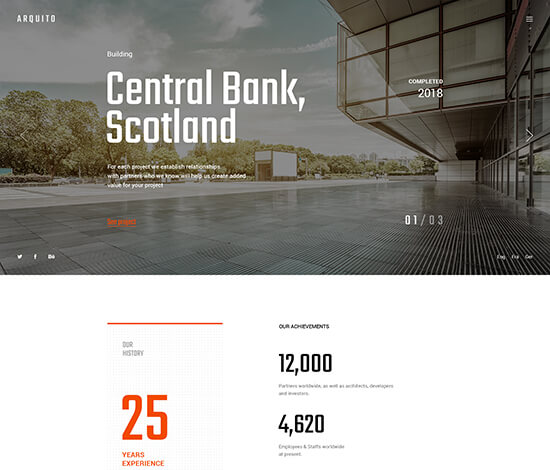 ARQUITO
Building
Central Bank,
Scotland
COMPLETED
2018
For each project we establish relationships
with partners who we know will help us create added
value for your project
See project
01/03
Eng Fra Ger
OUR
HISTORY
25
YEARS
EXPERIENCE
OUR ACHIEVEMENTS
12,000
Partners worldwide, as well as architects, developers
and investors.
4,620
Employees & Staffs worldwide
at present.